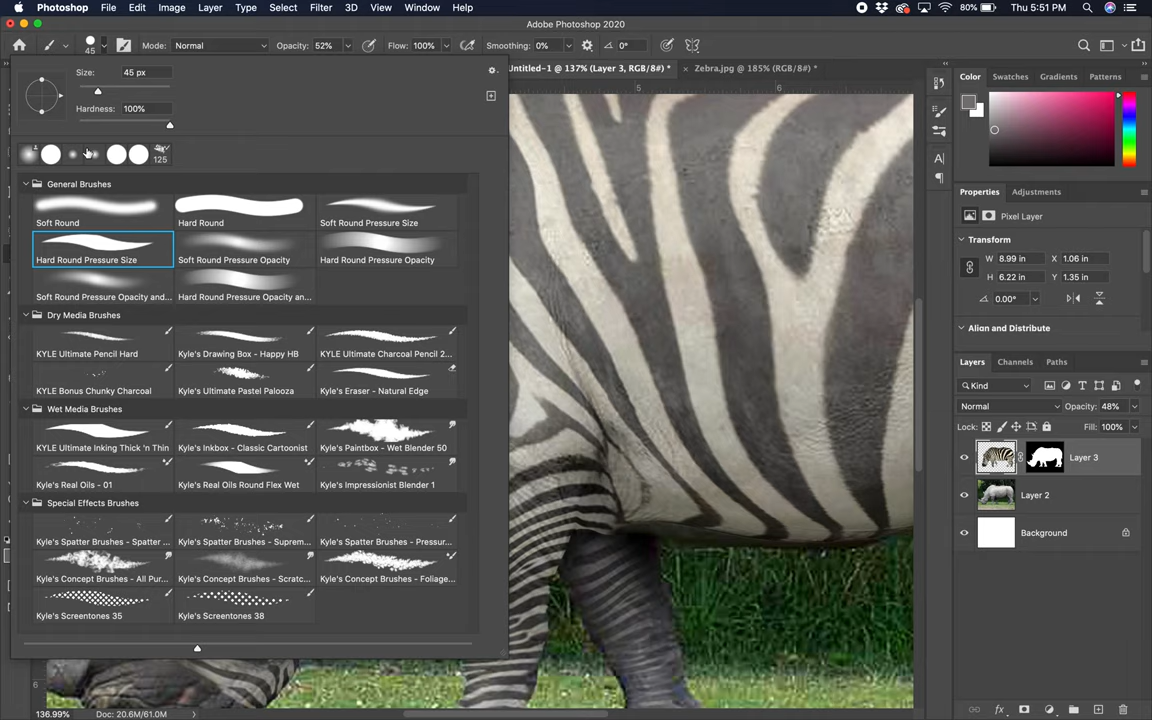 Photoshop File Edit Image Layer Type Select Filter 3D View Window Help 80% Thu 5:51 PM
Adobe Photoshop 2020
45 Mode: Normal Opacity: 52% Flow: 100% Smoothing: 0% 0°
Size: 45 px
Hardness: 100%
125
General Brushes
Soft Round Hard Round Soft Round Pressure Size
Hard Round Pressure Size Soft Round Pressure Opacity Hard Round Pressure Opacity
Soft Round Pressure Opacity and... Hard Round Pressure Opacity an...
Dry Media Brushes
KYLE Ultimate Pencil Hard Kyle's Drawing Box - Happy HB KYLE Ultimate Charcoal Pencil 2...
KYLE Bonus Chunky Charcoal Kyle's Ultimate Pastel Palooza Kyle's Eraser - Natural Edge
Wet Media Brushes
KYLE Ultimate Inking Thick 'n Thin Kyle's Inkbox - Classic Cartoonist Kyle's Paintbox - Wet Blender 50
Kyle's Real Oils - 01 Kyle's Real Oils Round Flex Wet Kyle's Impressionist Blender 1
Special Effects Brushes
Kyle's Spatter Brushes - Spatter ... Kyle's Spatter Brushes - Suprem... Kyle's Spatter Brushes - Pressur...
Kyle's Concept Brushes - All Pur... Kyle's Concept Brushes - Scratc... Kyle's Concept Brushes - Foliage...
Kyle's Screentones 35 Kyle's Screentones 38
Untitled-1 @ 137% (Layer 3, RGB/8#) * × Zebra.jpg @ 185% (RGB/8#) *
5 6
6
136.99% Doc: 20.6M/61.0M
Color Swatches Gradients Patterns
Properties Adjustments
Pixel Layer
Transform
W 8.99 in X 1.06 in
H 6.22 in Y 1.35 in
0.00°
Align and Distribute
Layers Channels Paths
Kind
Normal Opacity: 48%
Lock: Fill: 100%
Layer 3
Layer 2
Background